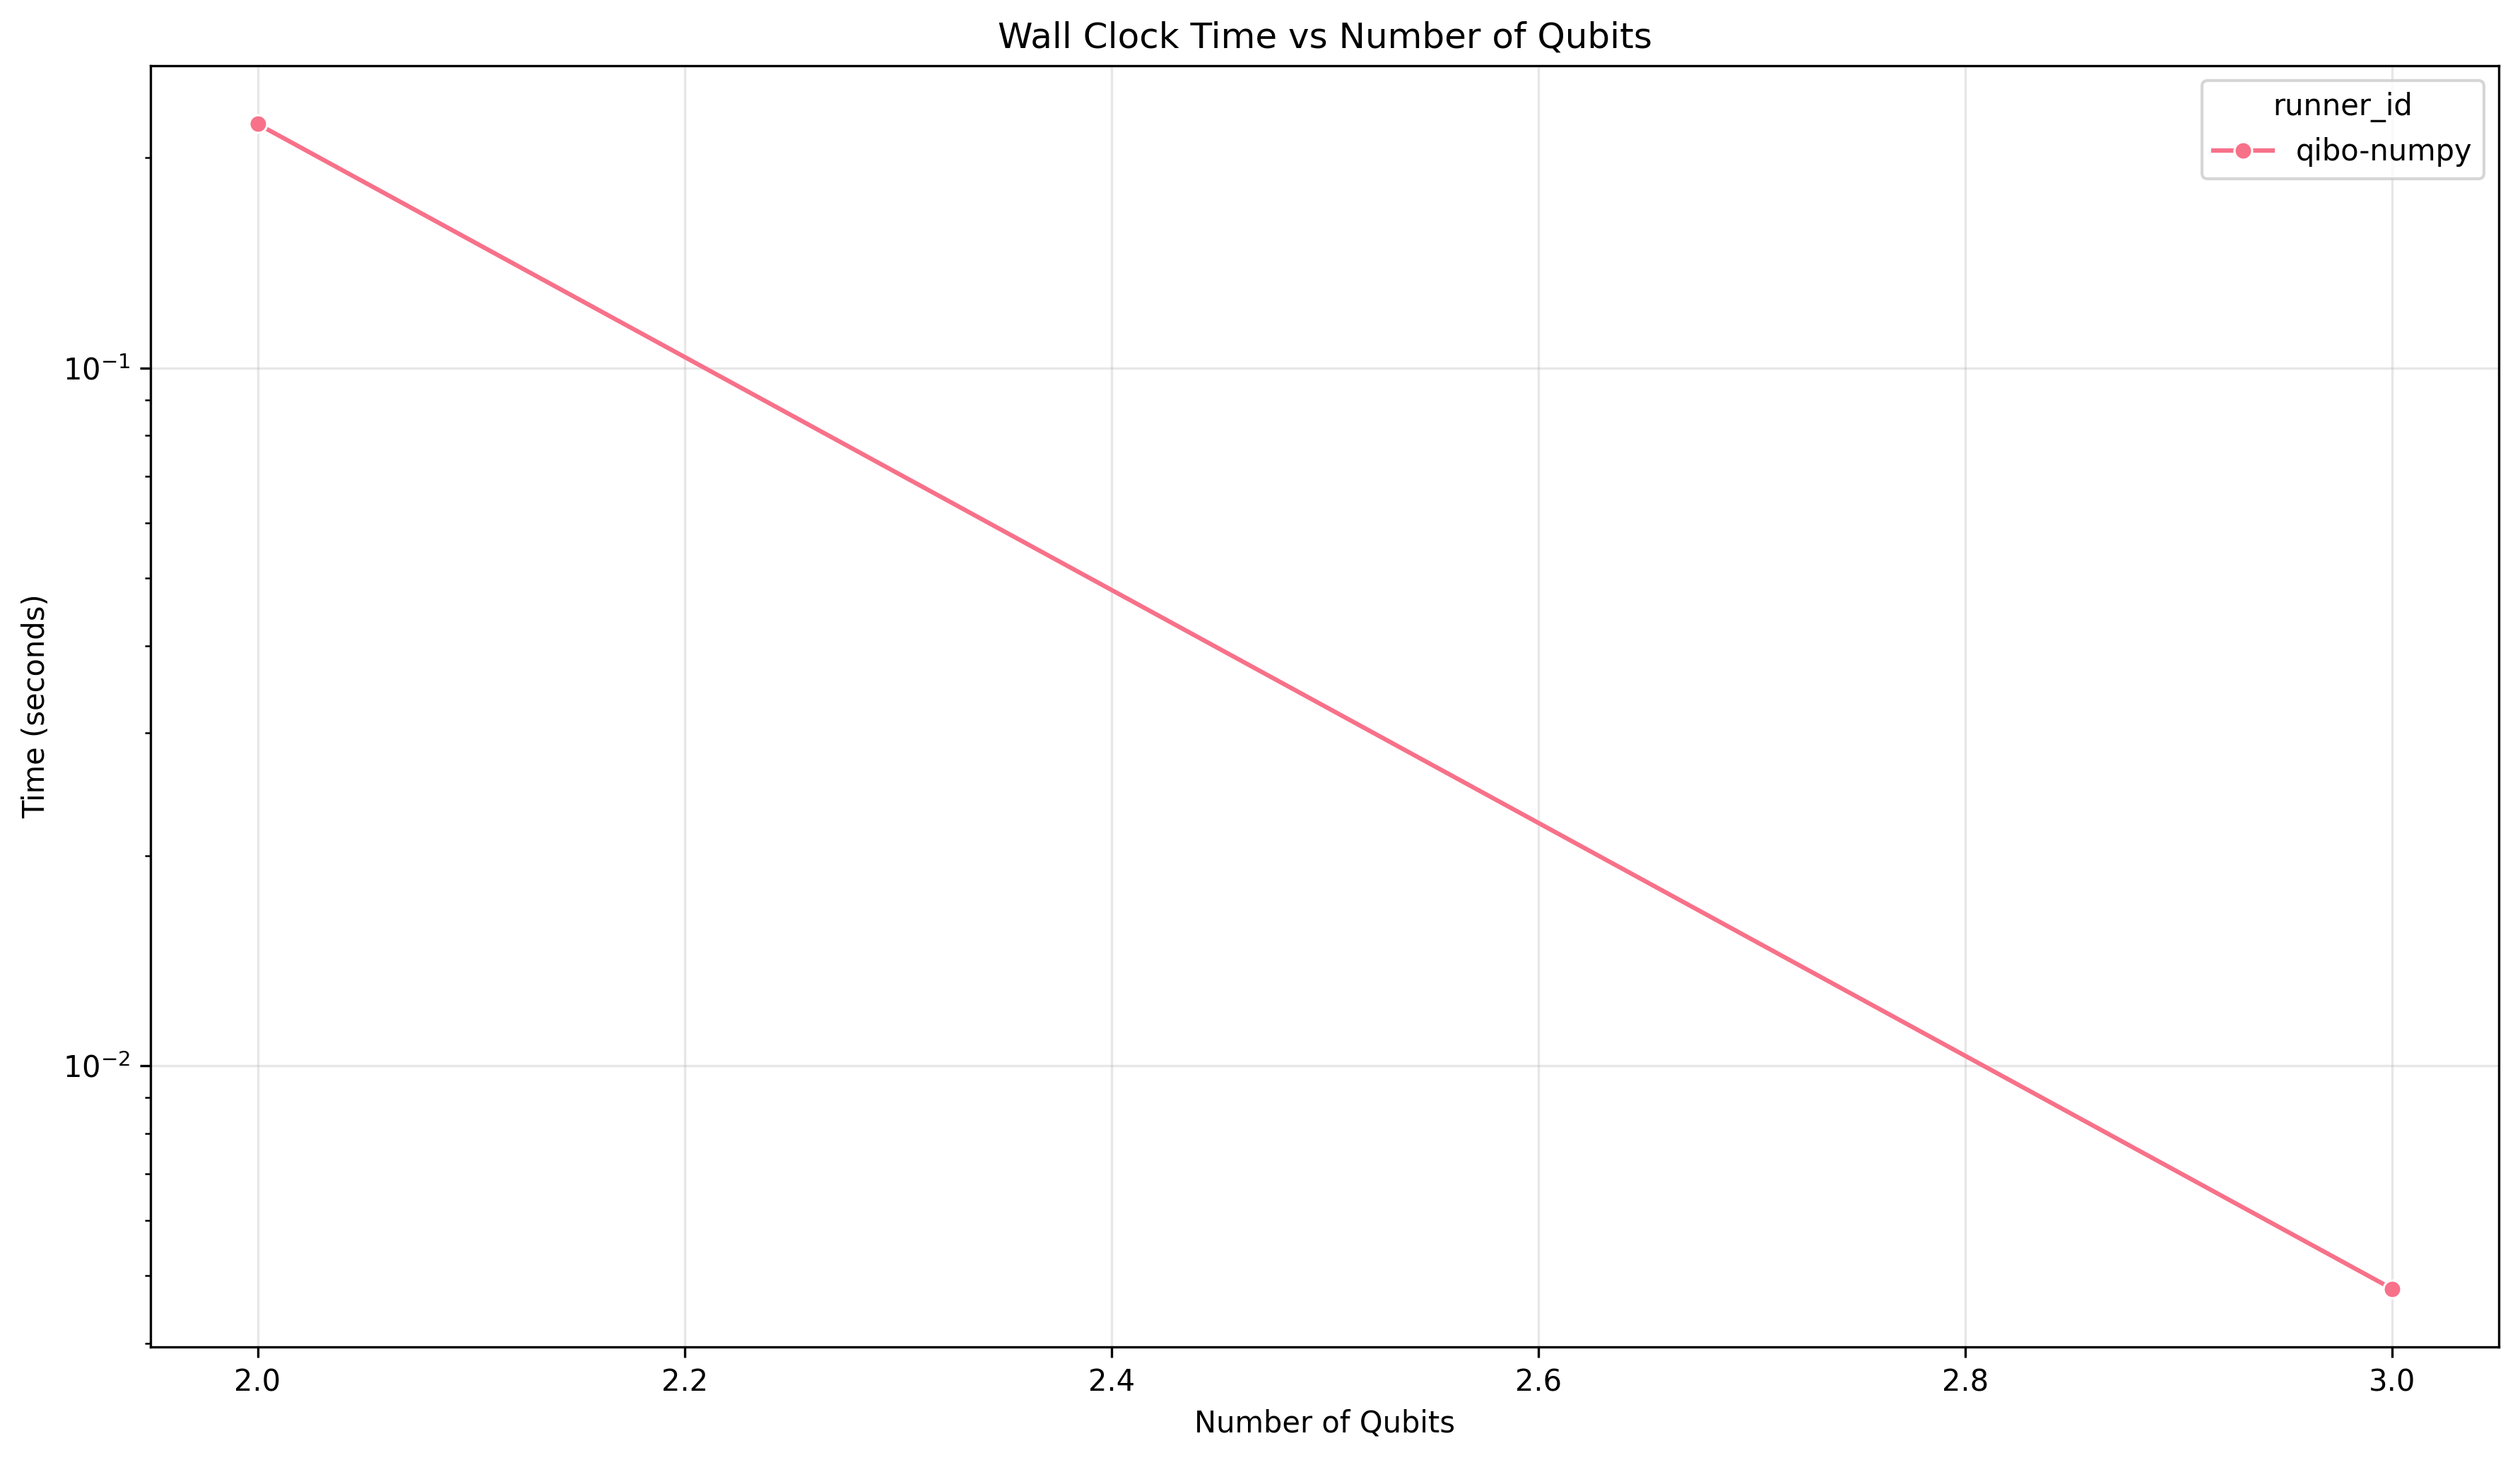 Wall Clock Time vs Number of Qubits
runner_id
qibo-numpy
Time (seconds)
10⁻¹
10⁻²
2.0 2.2 2.4 2.6 2.8 3.0
Number of Qubits